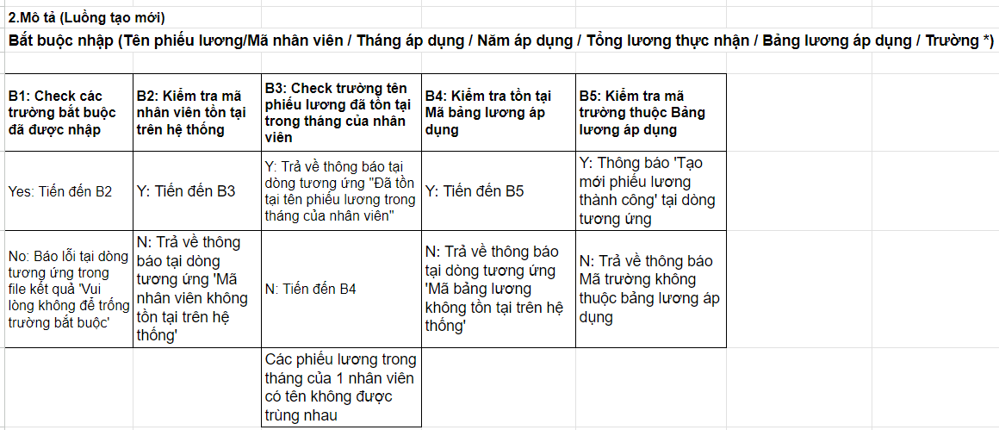 2.Mô tả (Luồng tạo mới)
Bắt buộc nhập (Tên phiếu lương/Mã nhân viên / Tháng áp dụng / Năm áp dụng / Tổng lương thực nhận / Bảng lương áp dụng / Trường *)
B1: Check các
trường bắt buộc
đã được nhập
B2: Kiểm tra mã
nhân viên tồn tại
trên hệ thống
B3: Check trường tên
phiếu lương đã tồn tại
trong tháng của nhân
viên
B4: Kiểm tra tồn tại
Mã bảng lương áp
dụng
B5: Kiểm tra mã
trường thuộc Bảng
lương áp dụng
Yes: Tiến đến B2
Y: Tiến đến B3
Y: Trả về thông báo tại
dòng tương ứng "Đã tồn
tại tên phiếu lương trong
tháng của nhân viên"
Y: Tiến đến B5
Y: Thông báo 'Tạo
mới phiếu lương
thành công' tại dòng
tương ứng
No: Báo lỗi tại dòng
tương ứng trong
file kết quả 'Vui
lòng không để trống
trường bắt buộc'
N: Trả về thông
báo tại dòng
tương ứng 'Mã
nhân viên không
tồn tại trên hệ
thống'
N: Tiến đến B4
N: Trả về thông báo
tại dòng tương ứng
'Mã bảng lương
không tồn tại trên hệ
thống'
N: Trả về thông báo
Mã trường không
thuộc bảng lương áp
dụng
Các phiếu lương trong
tháng của 1 nhân viên
có tên không được
trùng nhau